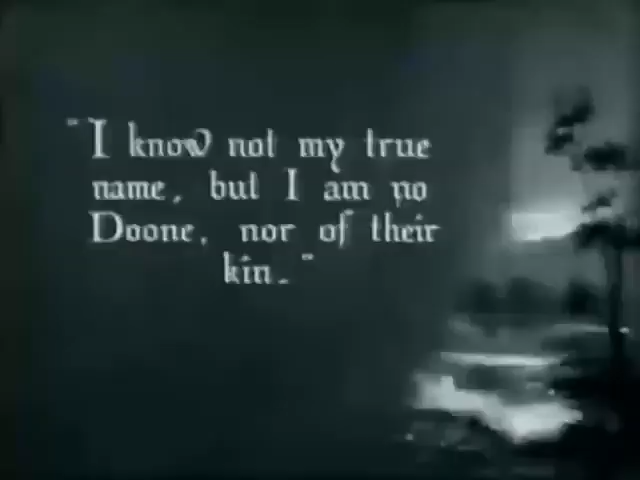 "I know not my true
name, but I am no
Doone, nor of their
kin."